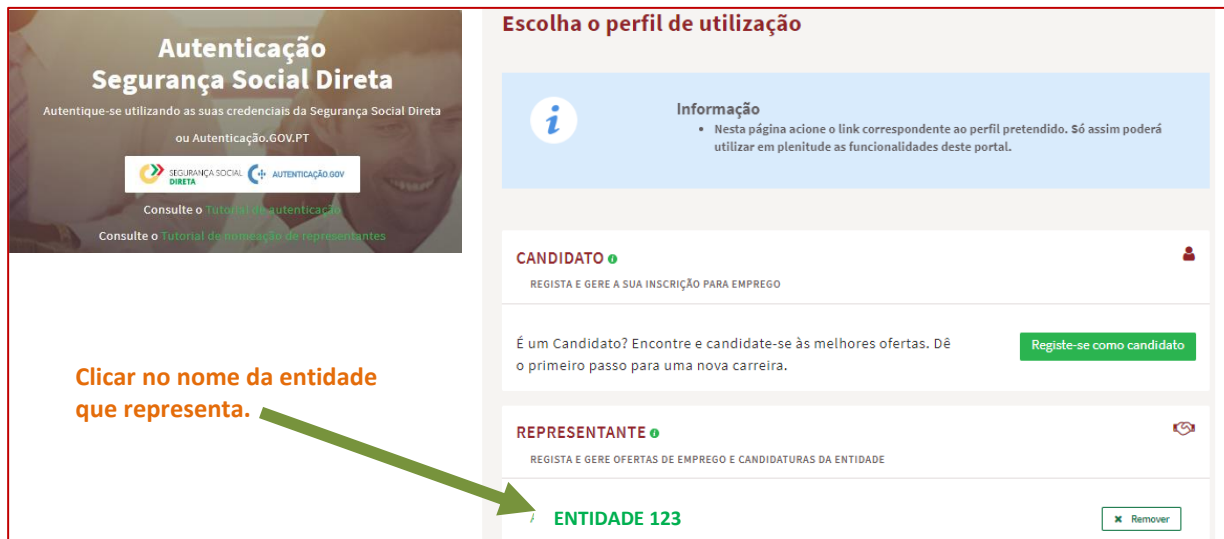 Autenticação
Segurança Social Direta
Autentique-se utilizando as suas credenciais da Segurança Social Direta
ou Autenticação.GOV.PT
SEGURANÇA SOCIAL
DIRETA
AUTENTICAÇÃO.GOV
Consulte o Tutorial de autenticação
Consulte o Tutorial de nomeação de representantes
Clicar no nome da entidade
que representa.
Escolha o perfil de utilização
Informação
• Nesta página acione o link correspondente ao perfil pretendido. Só assim poderá
utilizar em plenitude as funcionalidades deste portal.
CANDIDATO
REGISTA E GERE A SUA INSCRIÇÃO PARA EMPREGO
É um Candidato? Encontre e candidate-se às melhores ofertas. Dê
o primeiro passo para uma nova carreira.
Registe-se como candidato
REPRESENTANTE
REGISTA E GERE OFERTAS DE EMPREGO E CANDIDATURAS DA ENTIDADE
ENTIDADE 123
Remover